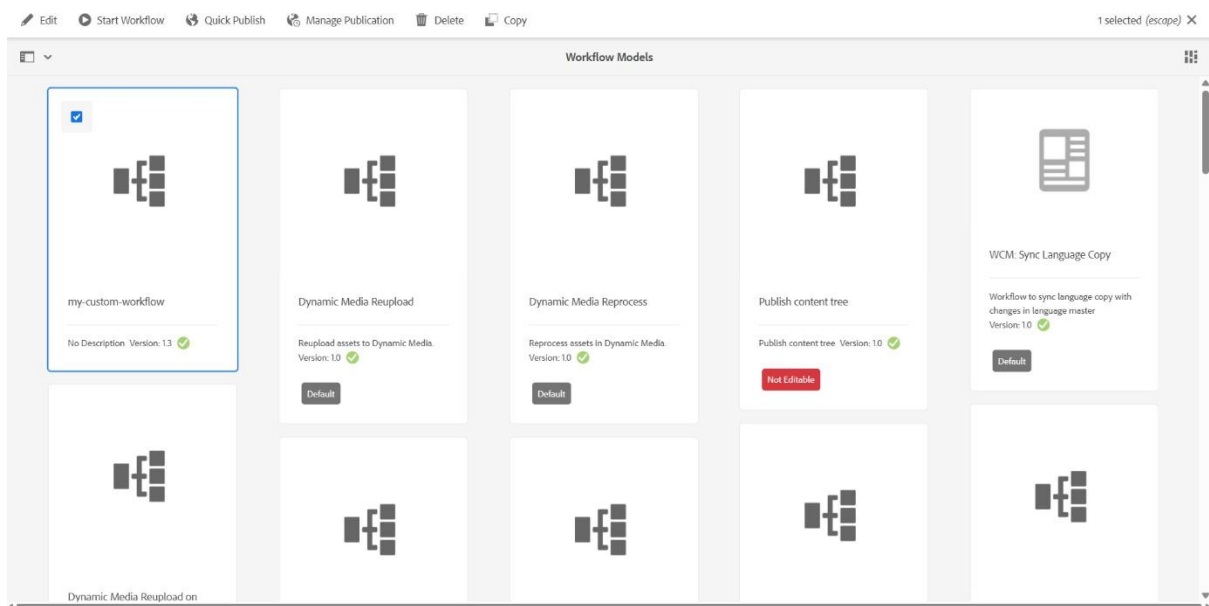 Edit Start Workflow Quick Publish Manage Publication Delete Copy 1 selected (escape)
Workflow Models
my-custom-workflow
No Description Version: 1.3
Dynamic Media Reupload
Reupload assets to Dynamic Media.
Version: 1.0
Default
Dynamic Media Reprocess
Reprocess assets in Dynamic Media.
Version: 1.0
Default
Publish content tree
Publish content tree Version: 1.0
Not Editable
WCM: Sync Language Copy
Workflow to sync language copy with
changes in language master
Version: 1.0
Default
Dynamic Media Reupload on